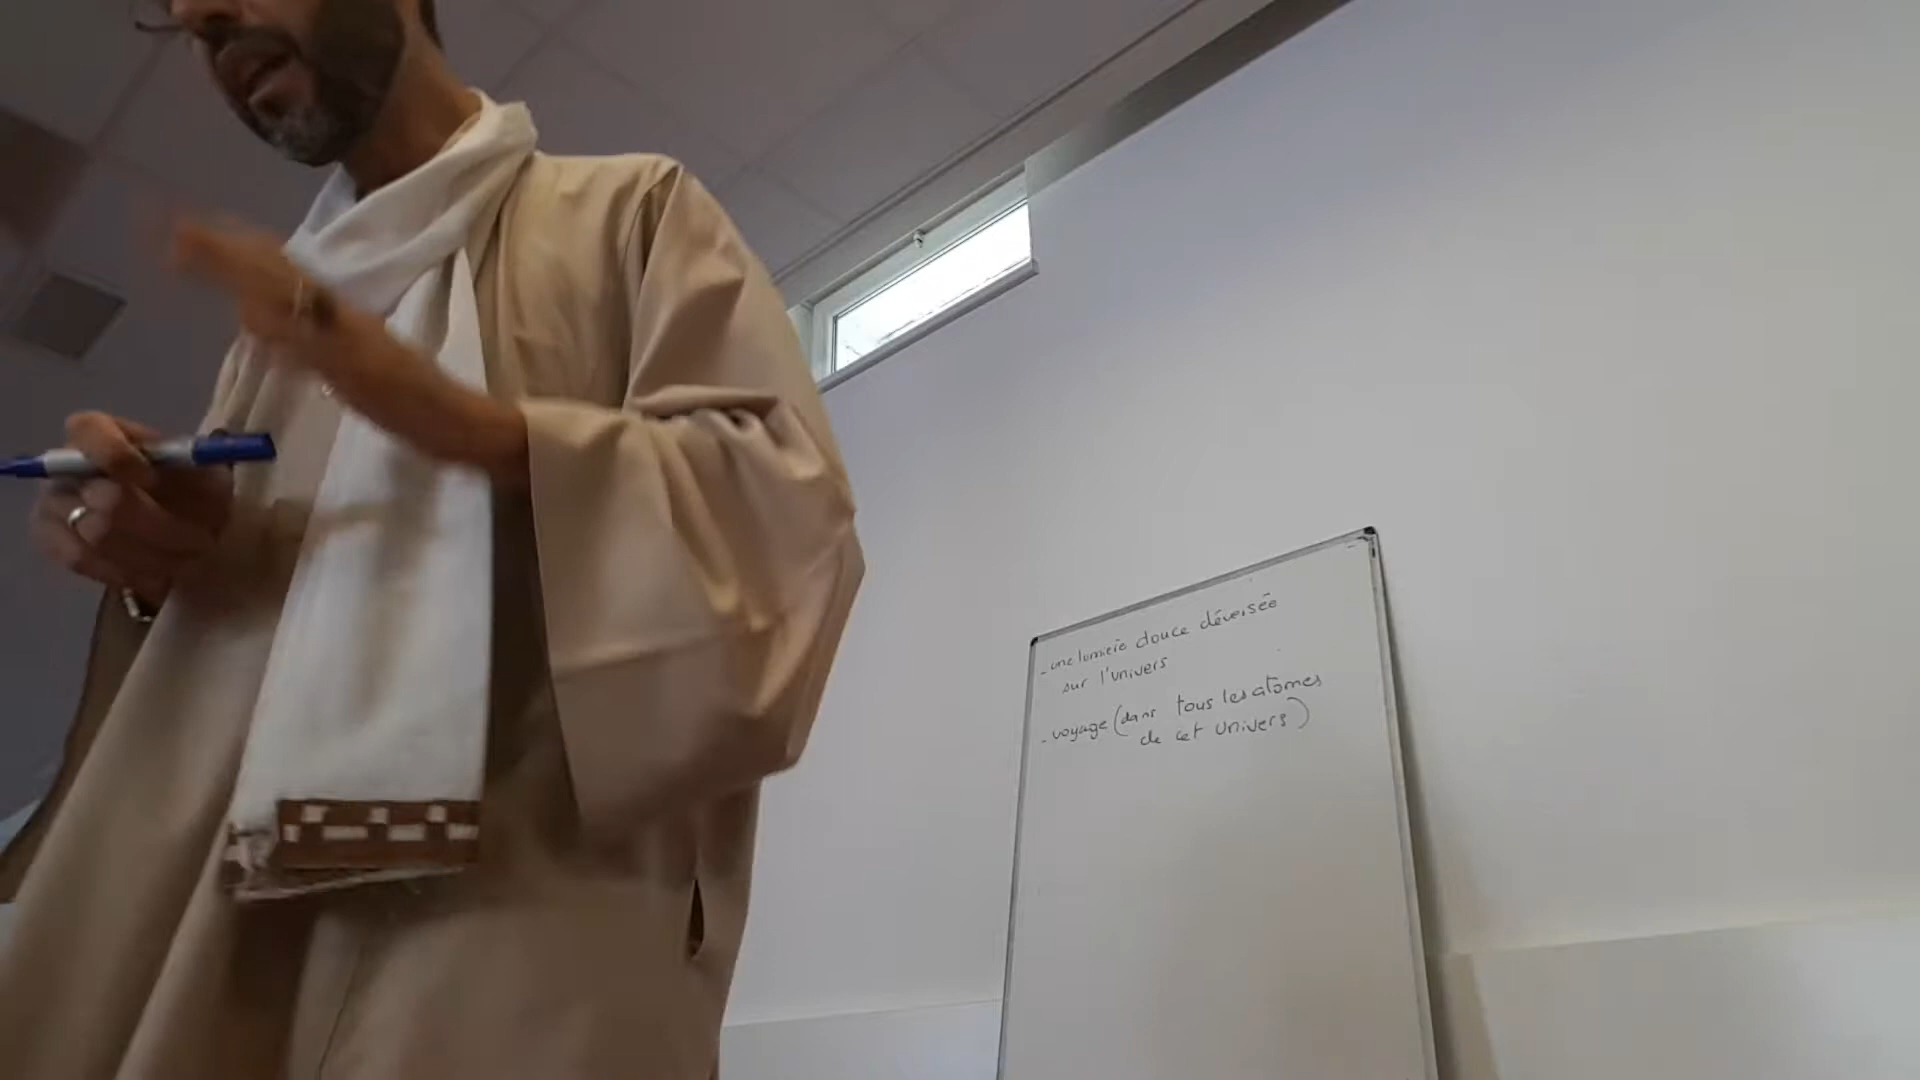 - une lumière douce déversée
sur l'univers
- voyage (dans tous les atomes
de cet univers)